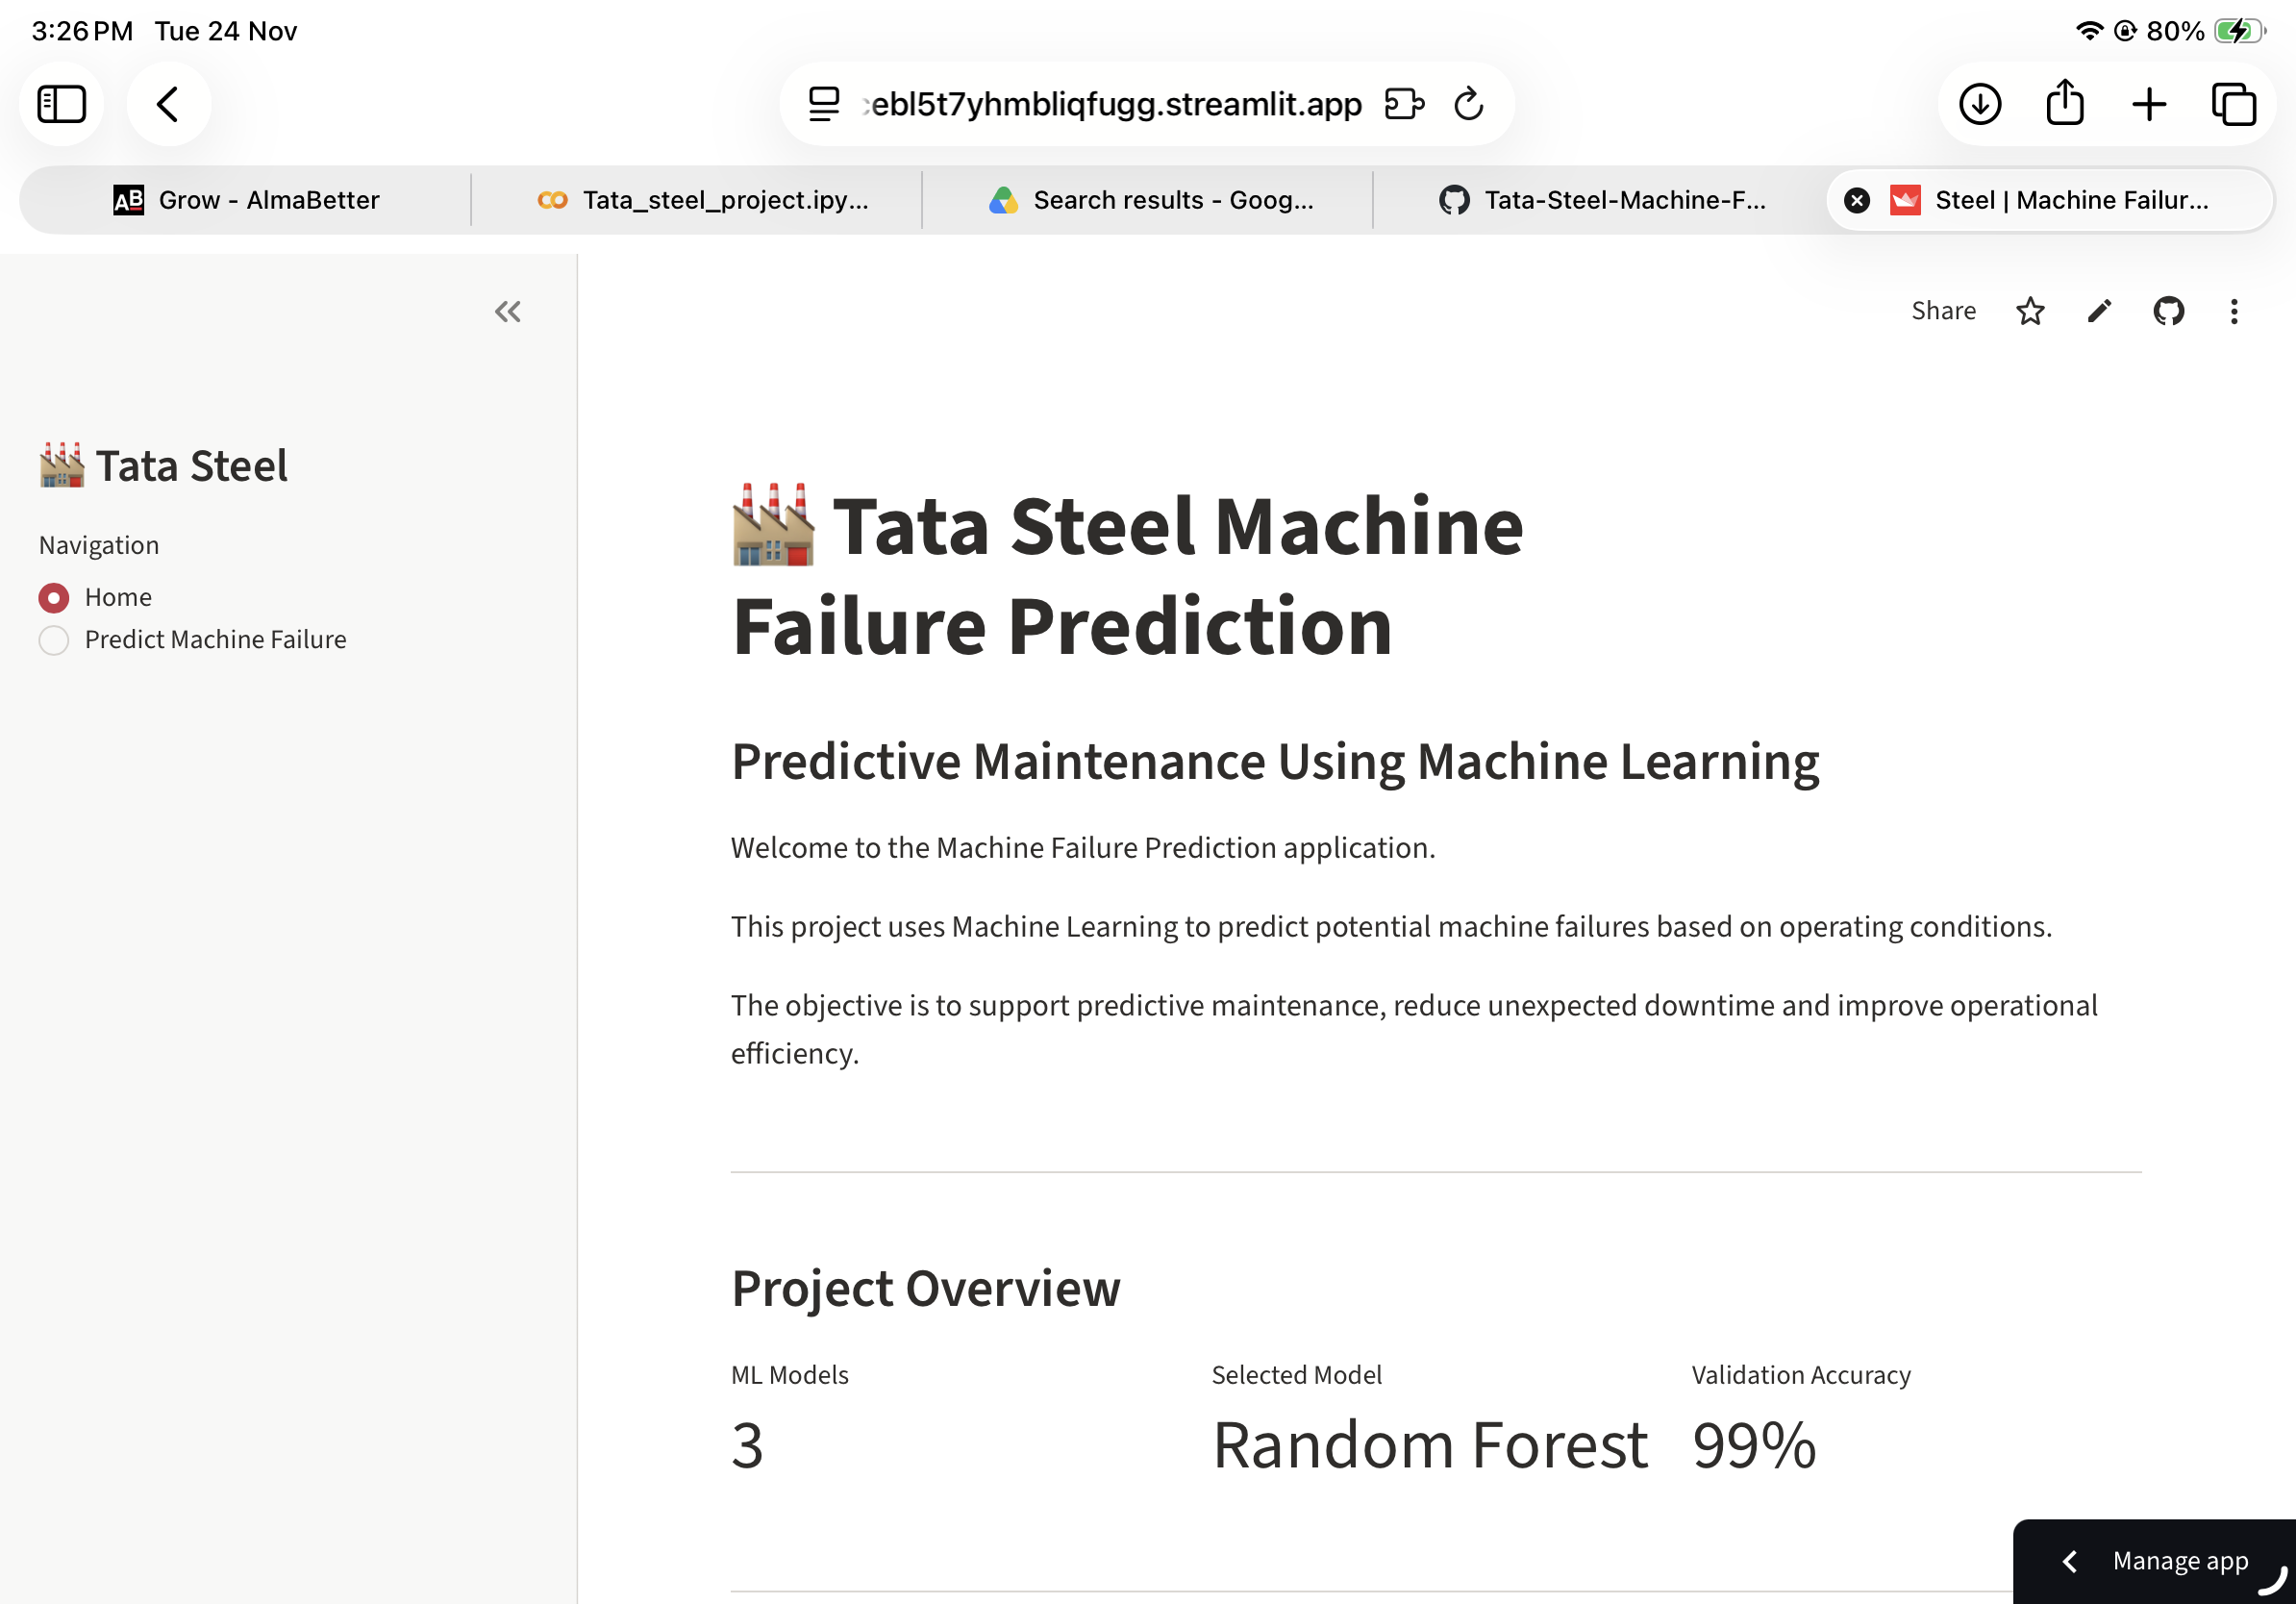 3:26 PM Tue 24 Nov
80%
ebl5t7yhmbliqfugg.streamlit.app
Grow - AlmaBetter
Tata_steel_project.ipy...
Search results - Goog...
Tata-Steel-Machine-F...
Steel | Machine Failur...
Share
Tata Steel
Navigation
Home
Predict Machine Failure
Tata Steel Machine
Failure Prediction
Predictive Maintenance Using Machine Learning
Welcome to the Machine Failure Prediction application.
This project uses Machine Learning to predict potential machine failures based on operating conditions.
The objective is to support predictive maintenance, reduce unexpected downtime and improve operational
efficiency.
Project Overview
ML Models
Selected Model
Validation Accuracy
3
Random Forest
99%
Manage app